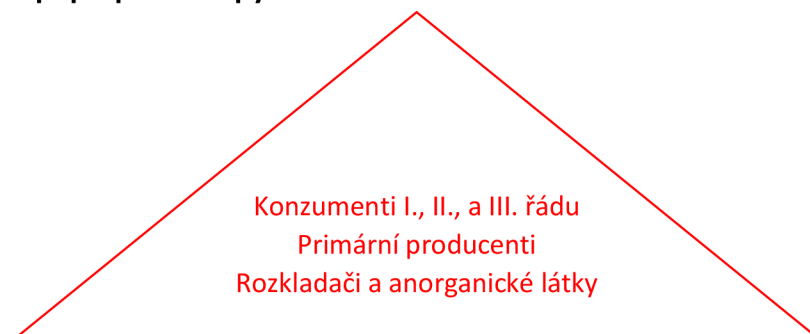 Konzumenti I., II., a III. řádu
Primární producenti
Rozkladači a anorganické látky